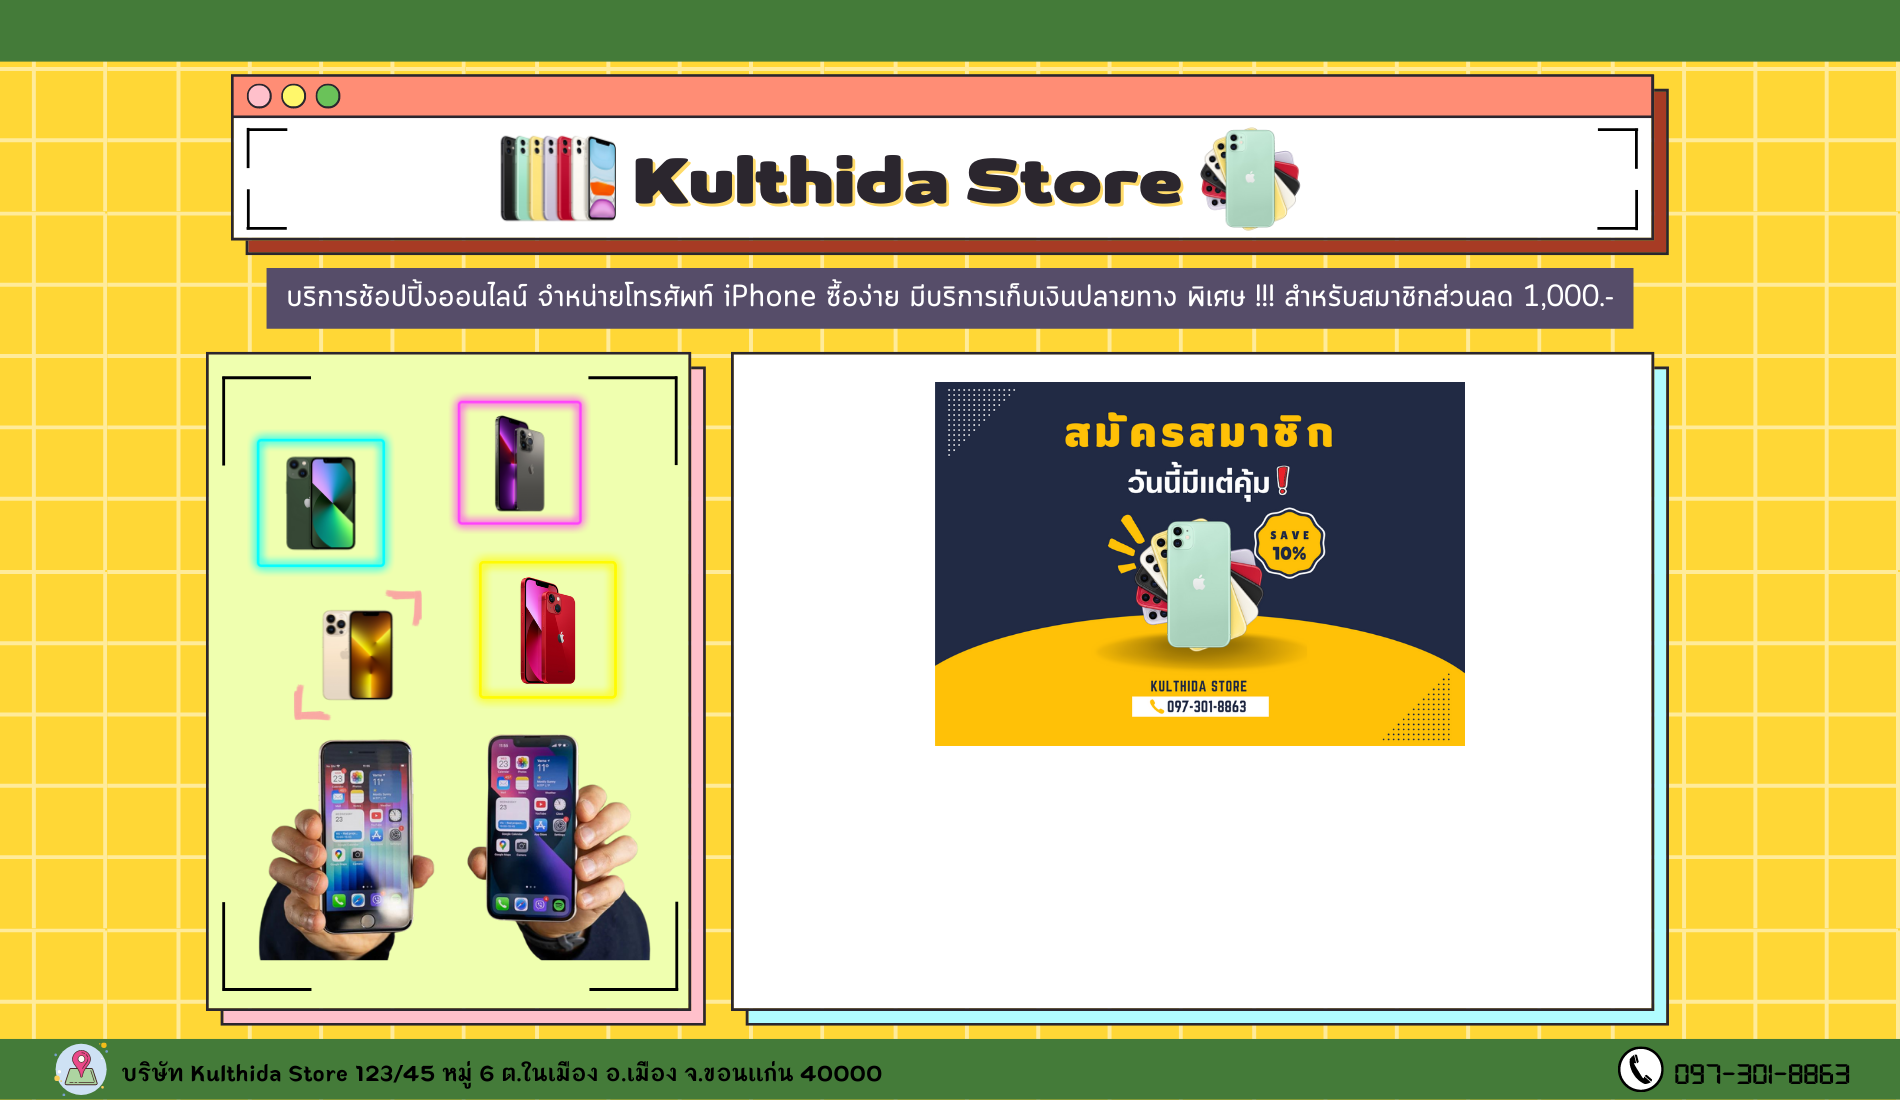 Kulthida Store
บริการช้อปปิ้งออนไลน์ จำหน่ายโทรศัพท์ iPhone ซื้อง่าย มีบริการเก็บเงินปลายทาง พิเศษ !!! สำหรับสมาชิกส่วนลด 1,000.-
สมัครสมาชิก
วันนี้มีแต่คุ้ม❗
SAVE
10%
KULTHIDA STORE
097-301-8863
บริษัท Kulthida Store 123/45 หมู่ 6 ต.ในเมือง อ.เมือง จ.ขอนแก่น 40000
097-301-8863